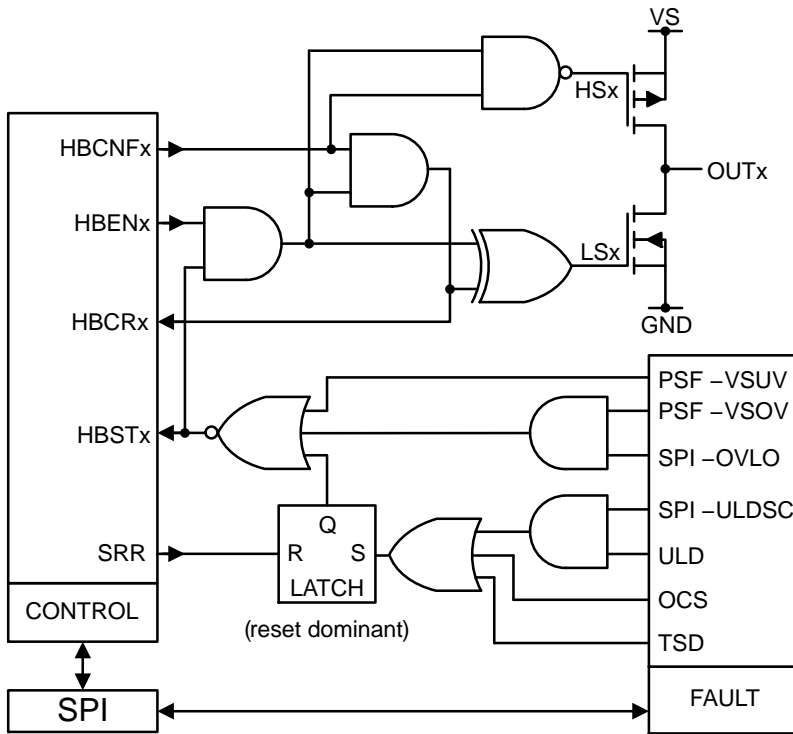 VS
HSx
HBCNFx
OUTx
HBENx
LSx
HBCRx
GND
PSF –VSUV
PSF –VSOV
HBSTx
SPI –OVLO
SPI –ULDSC
Q
SRR
R
S
ULD
LATCH
OCS
CONTROL
(reset dominant)
TSD
SPI
FAULT